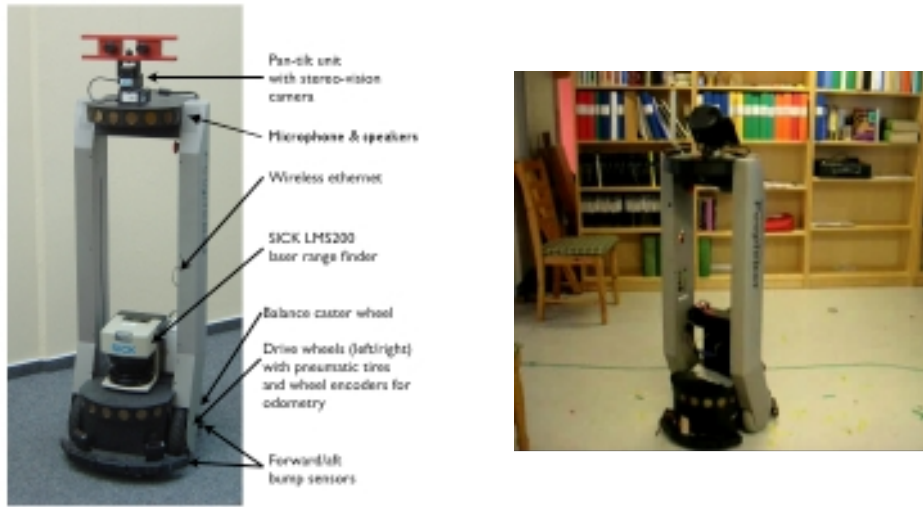 Pan-tilt unit
with stereo-vision
camera
Microphone & speakers
Wireless ethernet
SICK LMS200
laser range finder
Balance caster wheel
Drive wheels (left/right)
with pneumatic tires
and wheel encoders for
odometry
Forward/aft
bump sensors
SICK
PeopleBot